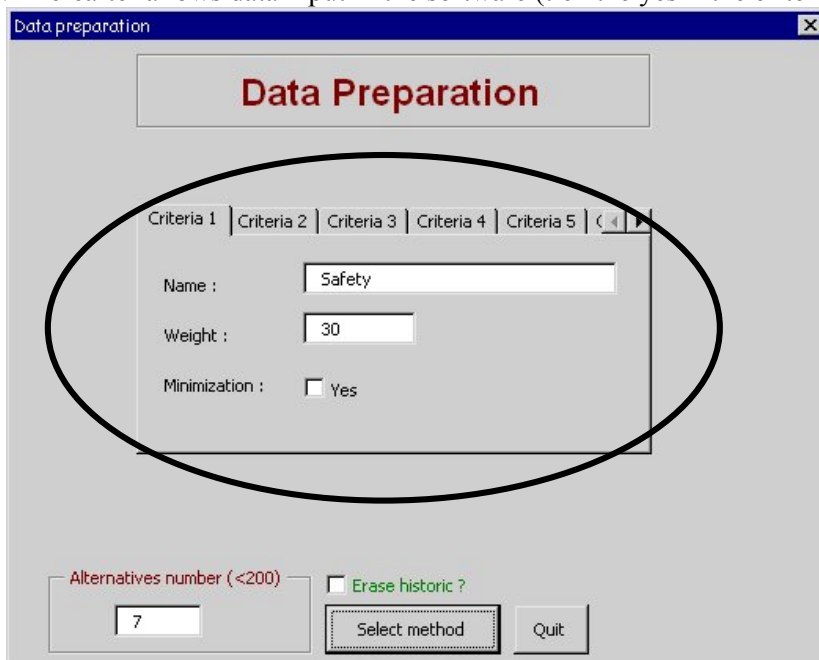 Data preparation
Data Preparation
Criteria 1 Criteria 2 Criteria 3 Criteria 4 Criteria 5
Name : Safety
Weight : 30
Minimization : Yes
Alternatives number (<200)
7
Erase historic ?
Select method Quit